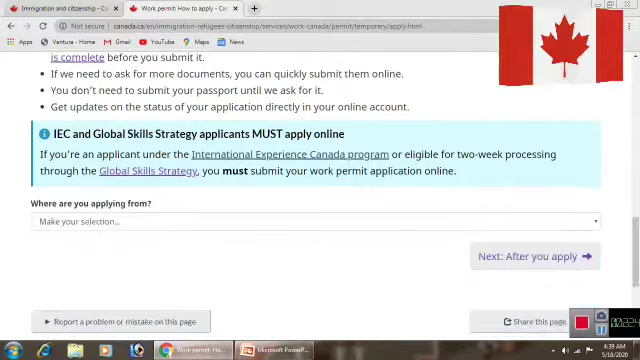 Immigration and citizenship - C
Work permit: How to apply - C
Not secure | canada.ca/en/immigration-refugees-citizenship/services/work-canada/permit/temporary/apply.html
Apps
Ventura - Home
Gmail
YouTube
Maps
is complete before you submit it.
• If we need to ask for more documents, you can quickly submit them online.
• You don't need to submit your passport until we ask for it.
• Get updates on the status of your application directly in your online account.
IEC and Global Skills Strategy applicants MUST apply online
If you're an applicant under the International Experience Canada program or eligible for two-week processing
through the Global Skills Strategy, you must submit your work permit application online.
Where are you applying from?
Make your selection...
Next: After you apply
Report a problem or mistake on this page
Share this page
Work permit: Ho...
Microsoft PowerP...
4:39 AM
5/18/2020